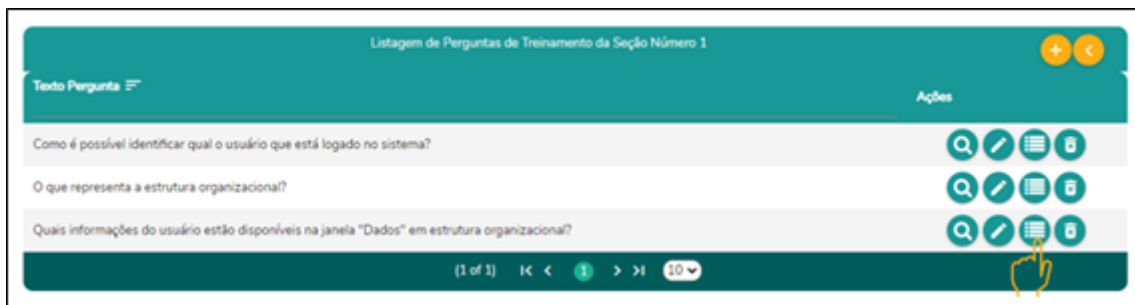 Listagem de Perguntas de Treinamento da Seção Número 1
Texto Pergunta
Ações
Como é possível identificar qual o usuário que está logado no sistema?
O que representa a estrutura organizacional?
Quais informações do usuário estão disponíveis na janela "Dados" em estrutura organizacional?
(1 of 1) 1 10